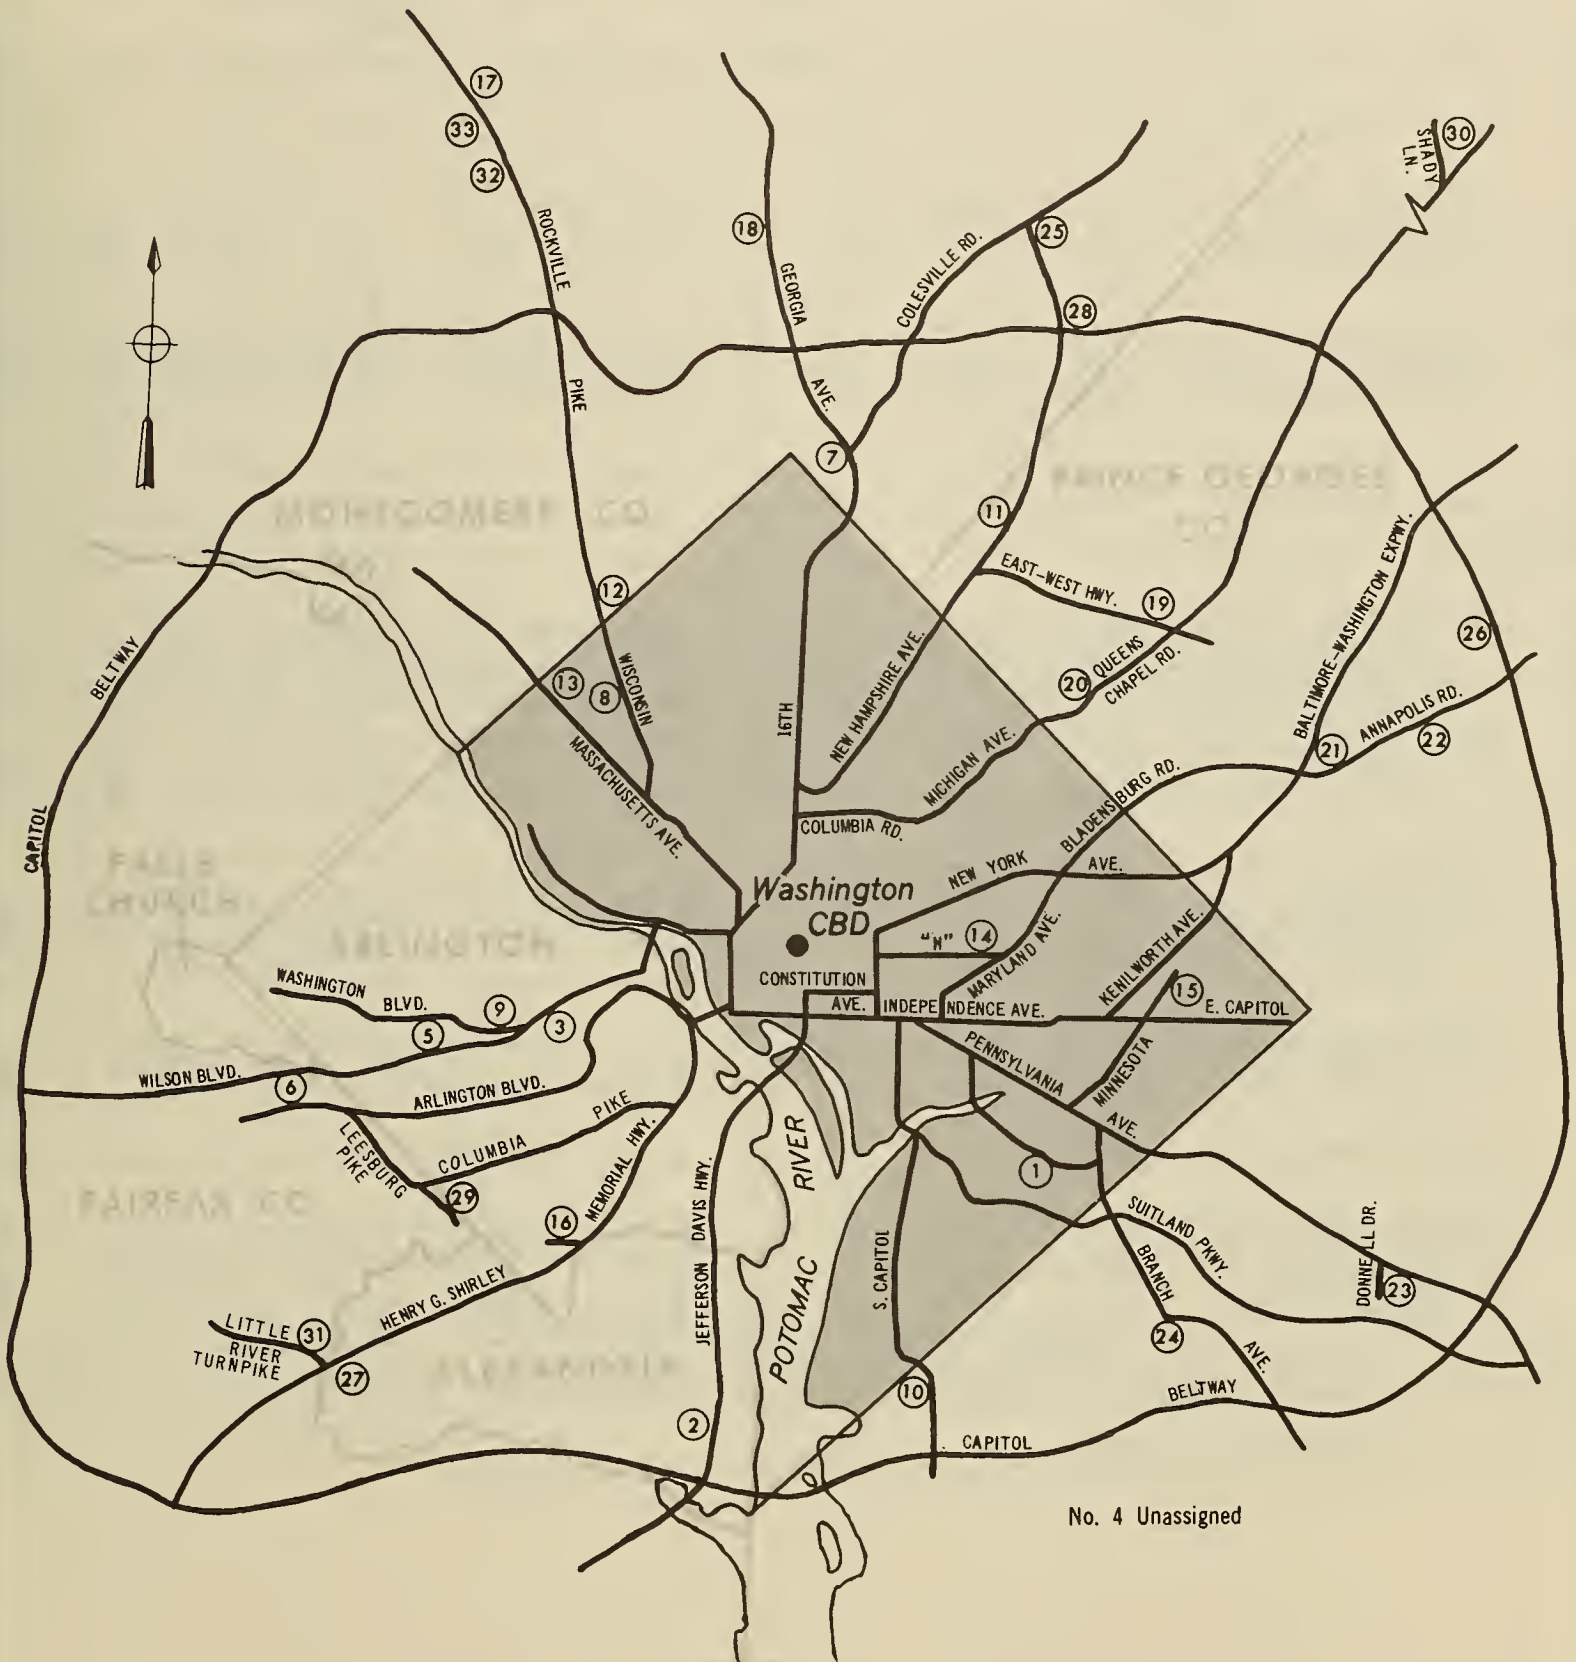 17
33
32
30
SHADY
LN.
ROCKVILLE
18
25
COLESVILLE RD.
GEORGIA
28
PIKE
AVE.
7
MONTGOMERY CO.
PRINCE GEORGES
CO.
11
BALTIMORE-WASHINGTON EXPWY.
EAST-WEST HWY.
12
19
26
BELTWAY
WISCONSIN
NEW HAMPSHIRE AVE.
QUEENS
CHAPEL RD.
13
8
20
16TH
ANNAPOLIS RD.
21
22
MASSACHUSETTS AVE.
MICHIGAN AVE.
BLADENSBURG RD.
COLUMBIA RD.
CAPITOL
FALLS
CHURCH
NEW YORK
AVE.
Washington
CBD
ARLINGTON
"H"
14
MARYLAND AVE.
KENILWORTH AVE.
WASHINGTON
BLVD.
CONSTITUTION
AVE.
INDEPENDENCE AVE.
15
E. CAPITOL
9
3
5
PENNSYLVANIA
AVE.
MINNESOTA
WILSON BLVD.
6
ARLINGTON BLVD.
PIKE
COLUMBIA
LEESBURG
PIKE
MEMORIAL HWY.
RIVER
POTOMAC
1
29
FAIRFAX CO.
16
JEFFERSON DAVIS HWY.
SUITLAND PKWY.
BRANCH
AVE.
DONNELL DR.
23
S. CAPITOL
HENRY G. SHIRLEY
LITTLE
RIVER
TURNPIKE
31
27
24
ALEXANDRIA
10
2
BELTWAY
CAPITOL
No. 4 Unassigned